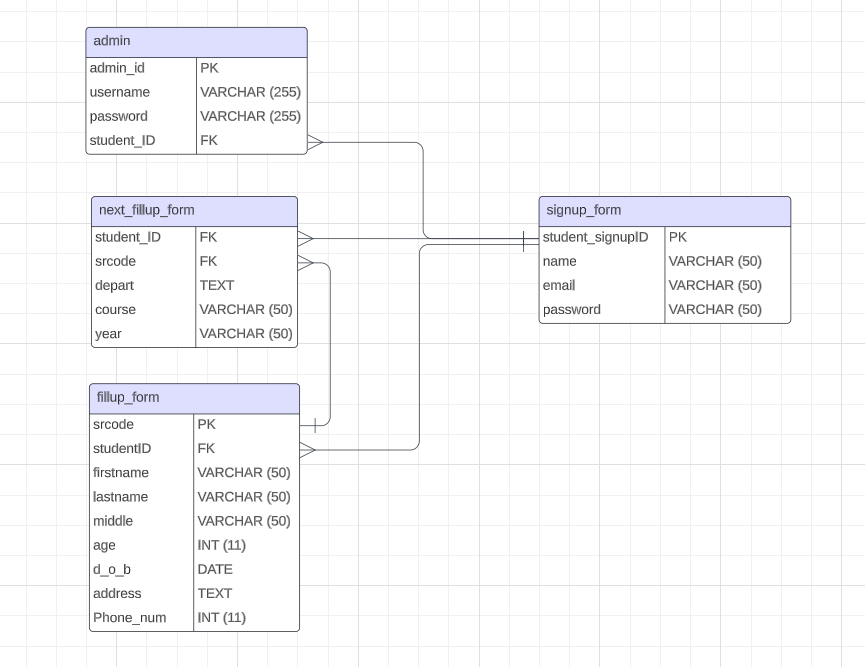 admin
admin_id PK
username VARCHAR (255)
password VARCHAR (255)
student_ID FK
next_fillup_form
student_ID FK
srcode FK
depart TEXT
course VARCHAR (50)
year VARCHAR (50)
signup_form
student_signupID PK
name VARCHAR (50)
email VARCHAR (50)
password VARCHAR (50)
fillup_form
srcode PK
studentID FK
firstname VARCHAR (50)
lastname VARCHAR (50)
middle VARCHAR (50)
age INT (11)
d_o_b DATE
address TEXT
Phone_num INT (11)